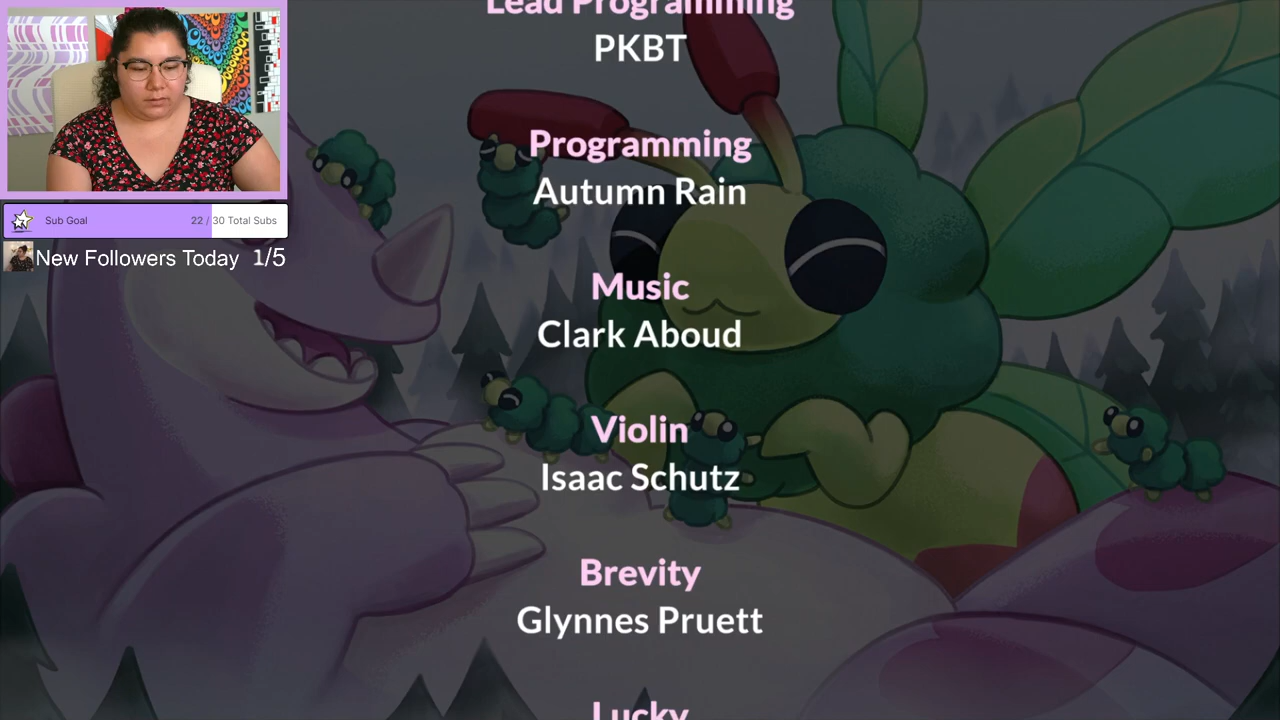 Lead Programming
PKBT
Programming
Autumn Rain
Music
Clark Aboud
Violin
Isaac Schutz
Brevity
Glynnes Pruett
Lucky
Sub Goal 22 / 30 Total Subs
New Followers Today 1/5